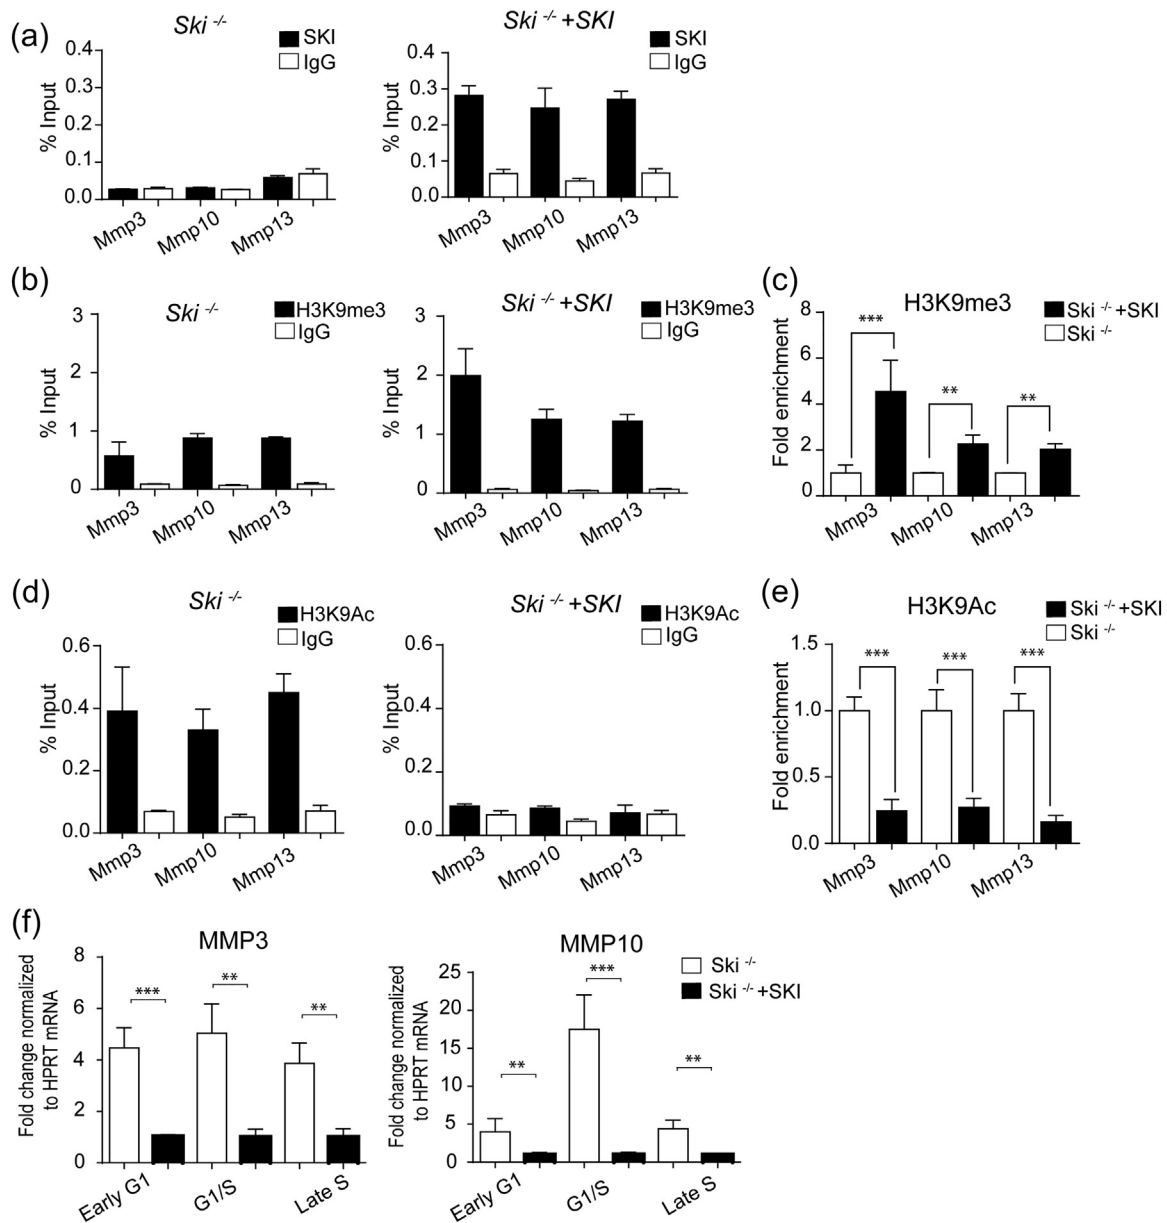 (a)
Ski -/-
SKI
IgG
% Input
0.4
0.3
0.2
0.1
0.0
Mmp3
Mmp10
Mmp13
Ski -/- +SKI
SKI
IgG
% Input
0.4
0.3
0.2
0.1
0.0
Mmp3
Mmp10
Mmp13
(b)
Ski -/-
H3K9me3
IgG
% Input
3
2
1
0
Mmp3
Mmp10
Mmp13
Ski -/- +SKI
H3K9me3
IgG
% Input
3
2
1
0
Mmp3
Mmp10
Mmp13
(c)
H3K9me3
Ski -/- +SKI
Ski -/-
Fold enrichment
8
6
4
2
0
***
**
**
Mmp3
Mmp10
Mmp13
(d)
Ski -/-
H3K9Ac
IgG
% Input
0.6
0.4
0.2
0.0
Mmp3
Mmp10
Mmp13
Ski -/- +SKI
H3K9Ac
IgG
% Input
0.6
0.4
0.2
0.0
Mmp3
Mmp10
Mmp13
(e)
H3K9Ac
Ski -/- +SKI
Ski -/-
Fold enrichment
1.5
1.0
0.5
0.0
***
***
***
Mmp3
Mmp10
Mmp13
(f)
MMP3
Fold change normalized
to HPRT mRNA
8
6
4
2
0
***
**
**
Early G1
G1/S
Late S
MMP10
Ski -/-
Ski -/- +SKI
Fold change normalized
to HPRT mRNA
25
20
15
10
5
0
**
***
**
Early G1
G1/S
Late S